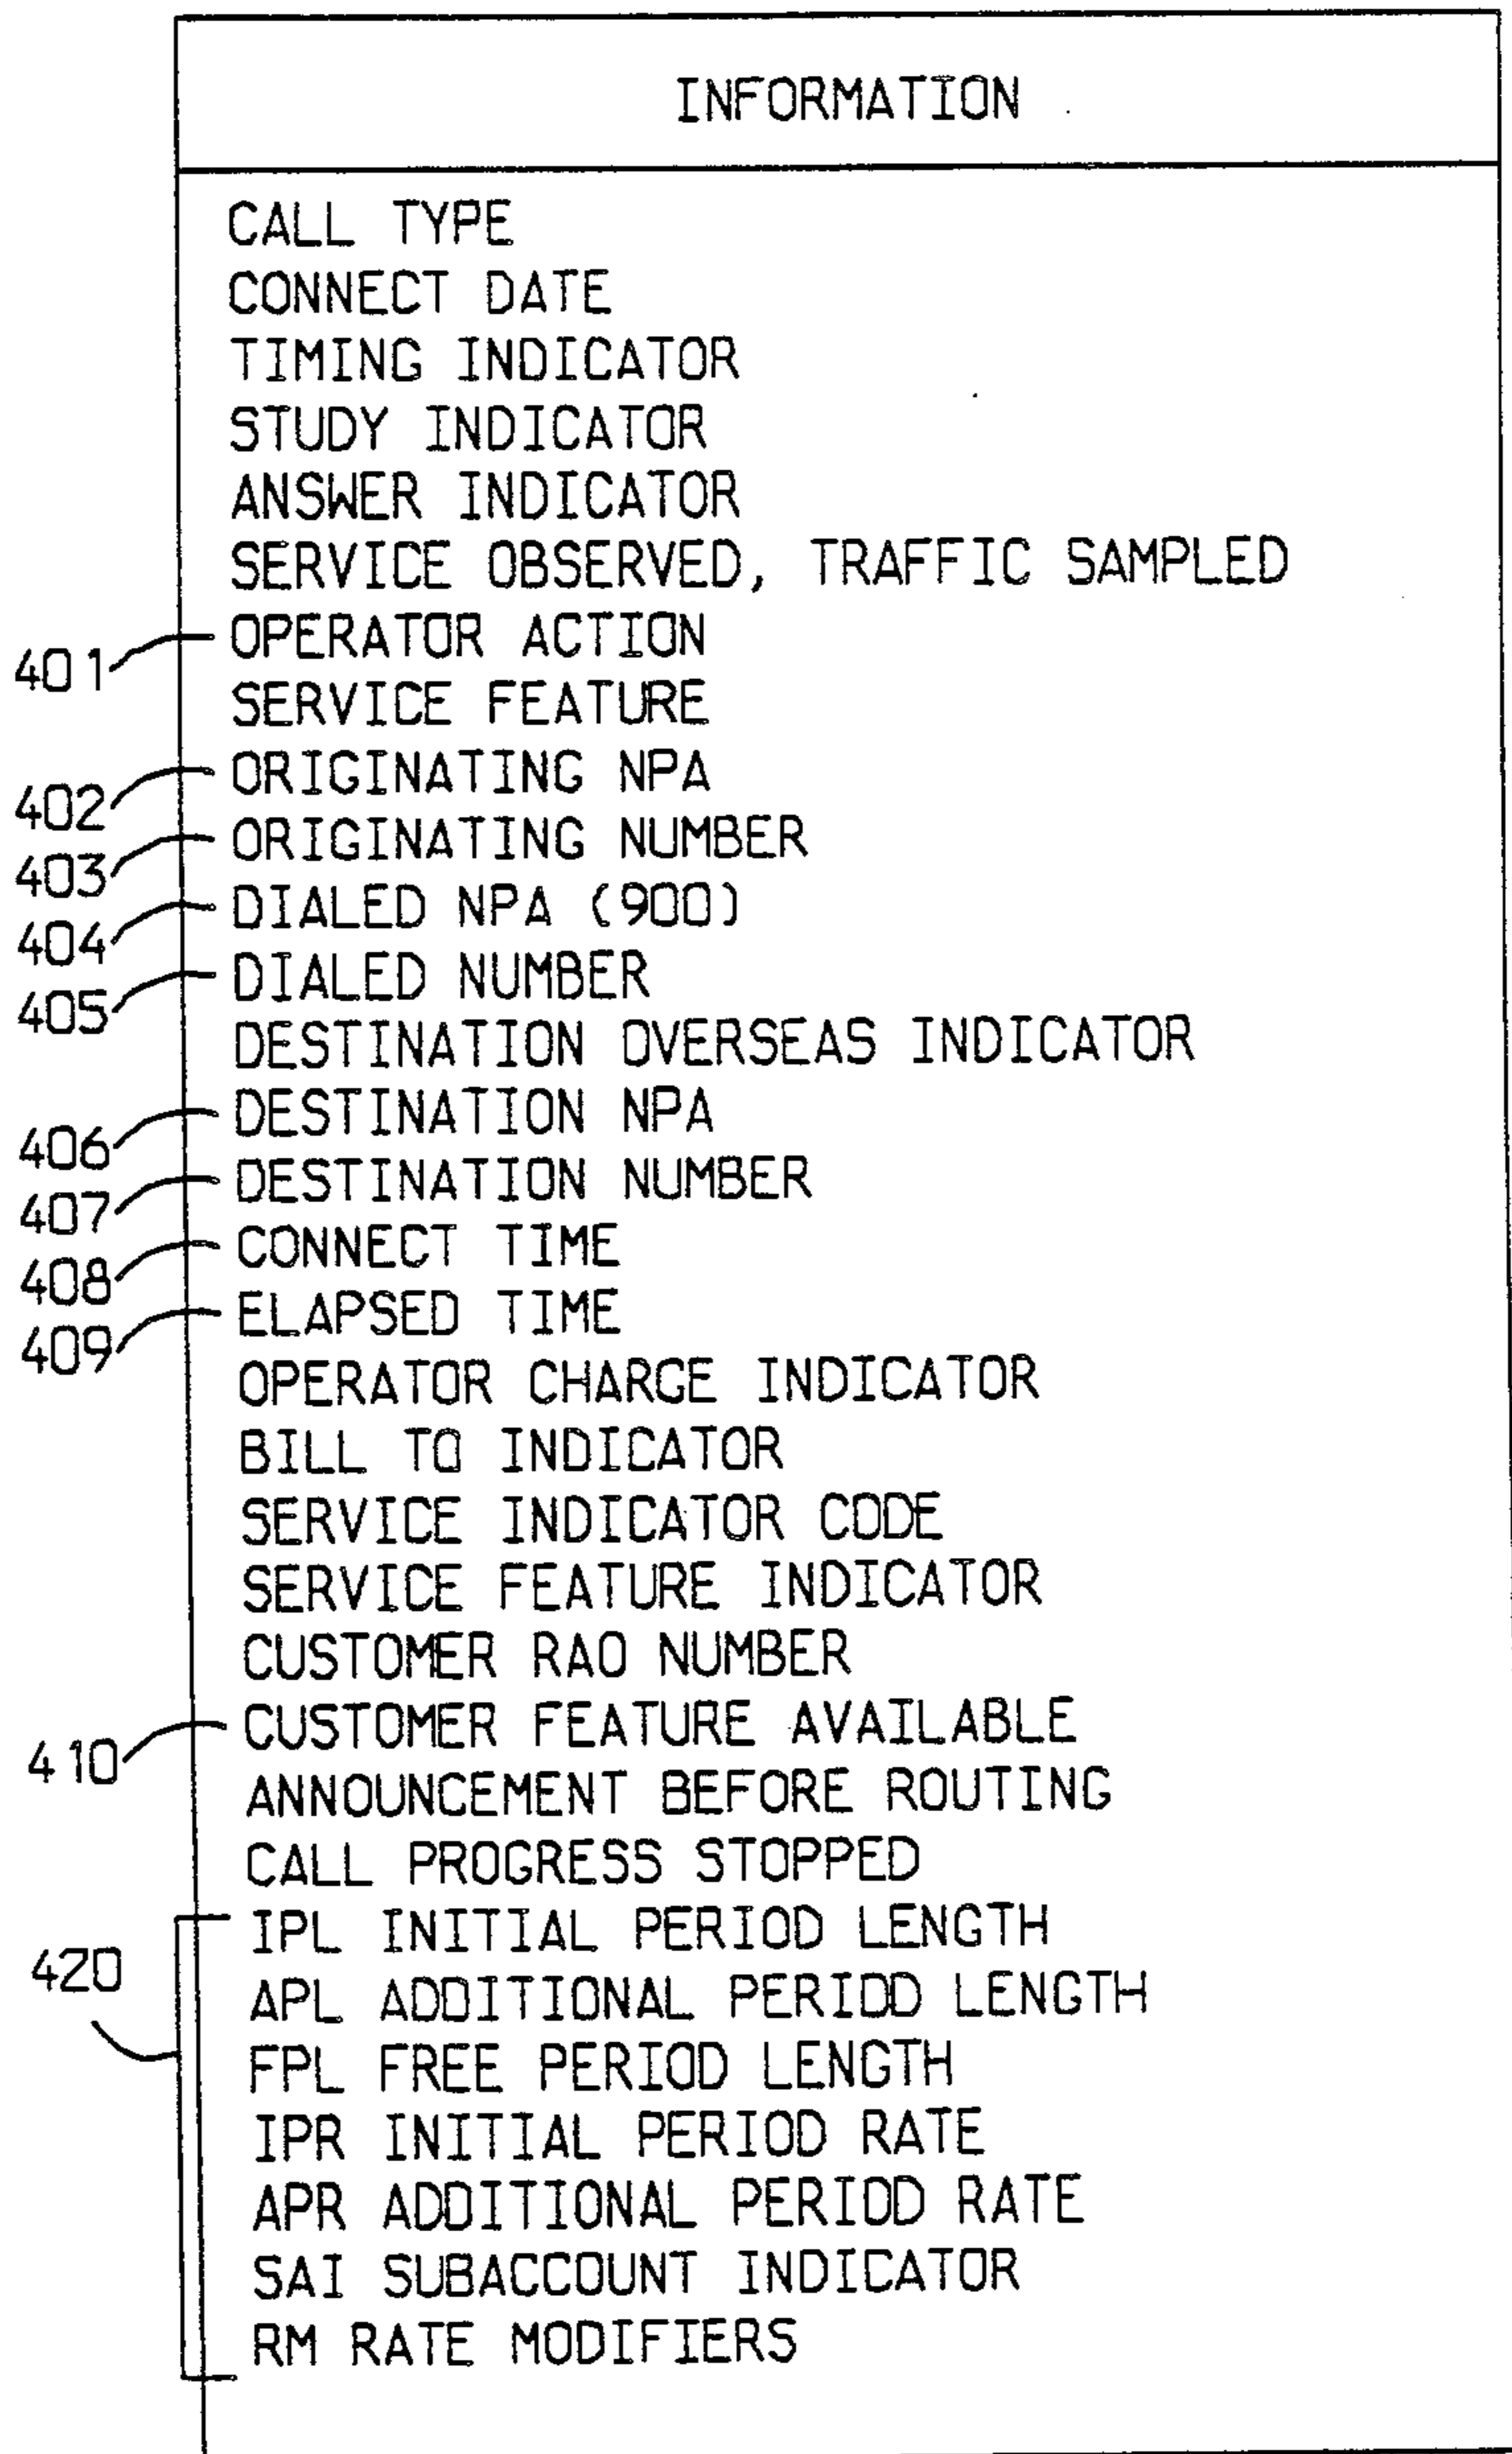 INFORMATION
CALL TYPE
CONNECT DATE
TIMING INDICATOR
STUDY INDICATOR
ANSWER INDICATOR
SERVICE OBSERVED, TRAFFIC SAMPLED
401 OPERATOR ACTION
SERVICE FEATURE
402 ORIGINATING NPA
403 ORIGINATING NUMBER
404 DIALED NPA (900)
405 DIALED NUMBER
DESTINATION OVERSEAS INDICATOR
406 DESTINATION NPA
407 DESTINATION NUMBER
408 CONNECT TIME
409 ELAPSED TIME
OPERATOR CHARGE INDICATOR
BILL TO INDICATOR
SERVICE INDICATOR CODE
SERVICE FEATURE INDICATOR
CUSTOMER RAO NUMBER
410 CUSTOMER FEATURE AVAILABLE
ANNOUNCEMENT BEFORE ROUTING
CALL PROGRESS STOPPED
420
IPL INITIAL PERIOD LENGTH
APL ADDITIONAL PERIOD LENGTH
FPL FREE PERIOD LENGTH
IPR INITIAL PERIOD RATE
APR ADDITIONAL PERIOD RATE
SAI SUBACCOUNT INDICATOR
RM RATE MODIFIERS